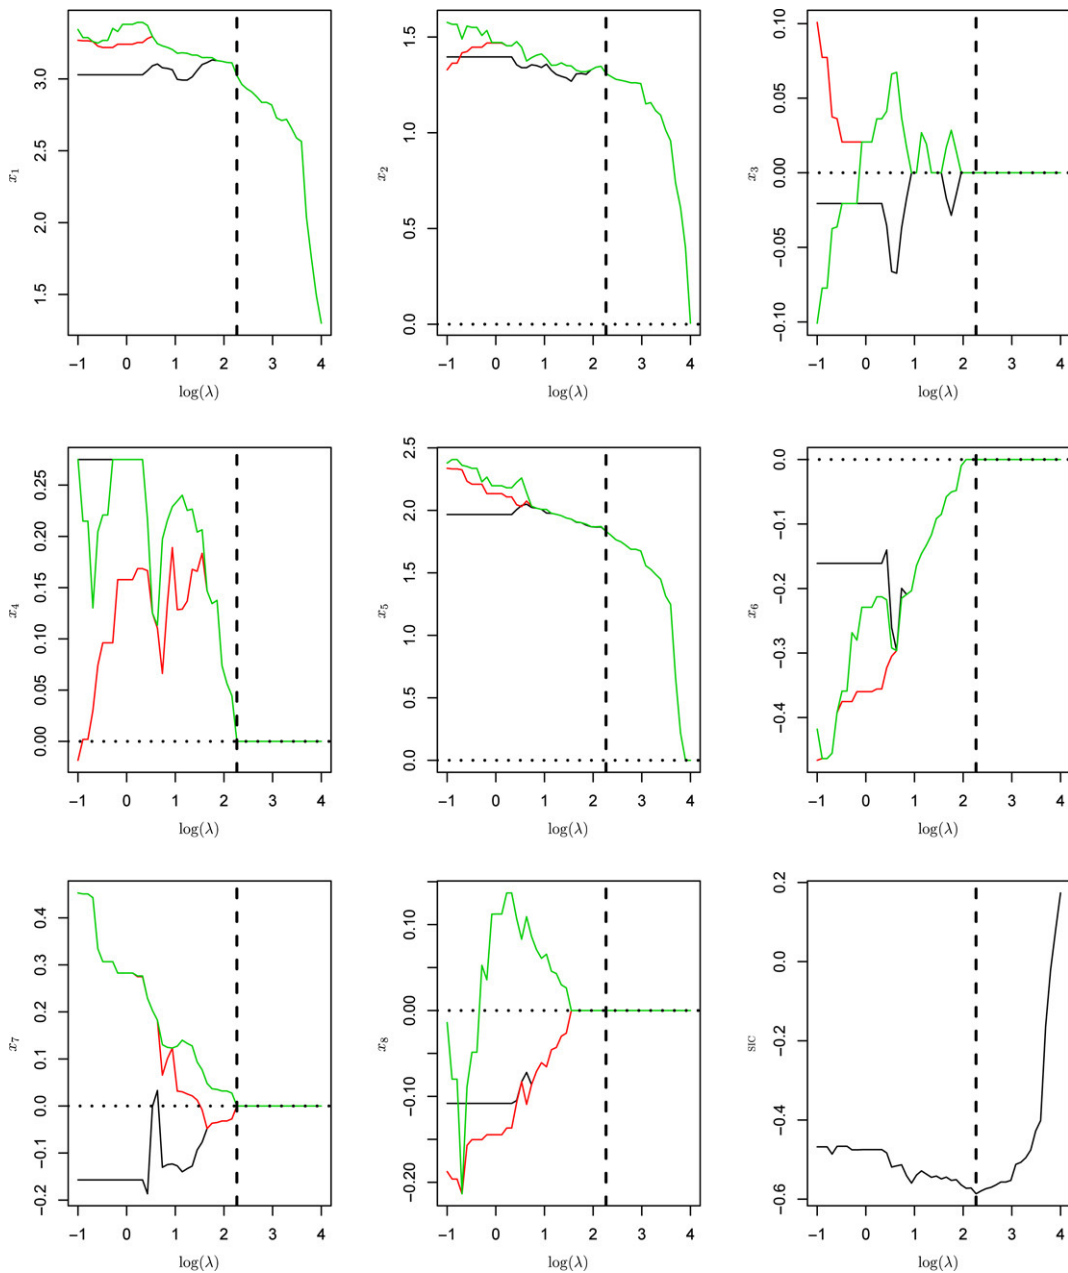 x₁
3.0
2.5
2.0
1.5
−1 0 1 2 3 4
log(λ)
x₂
1.5
1.0
0.5
0.0
−1 0 1 2 3 4
log(λ)
x₃
0.10
0.05
0.00
−0.05
−0.10
−1 0 1 2 3 4
log(λ)
x₄
0.25
0.20
0.15
0.10
0.05
0.00
−1 0 1 2 3 4
log(λ)
x₅
2.5
2.0
1.5
1.0
0.5
0.0
−1 0 1 2 3 4
log(λ)
x₆
0.0
−0.1
−0.2
−0.3
−0.4
−1 0 1 2 3 4
log(λ)
x₇
0.4
0.3
0.2
0.1
0.0
−0.1
−0.2
−1 0 1 2 3 4
log(λ)
x₈
0.10
0.00
−0.10
−0.20
−1 0 1 2 3 4
log(λ)
SIC
0.2
0.0
−0.2
−0.4
−0.6
−1 0 1 2 3 4
log(λ)